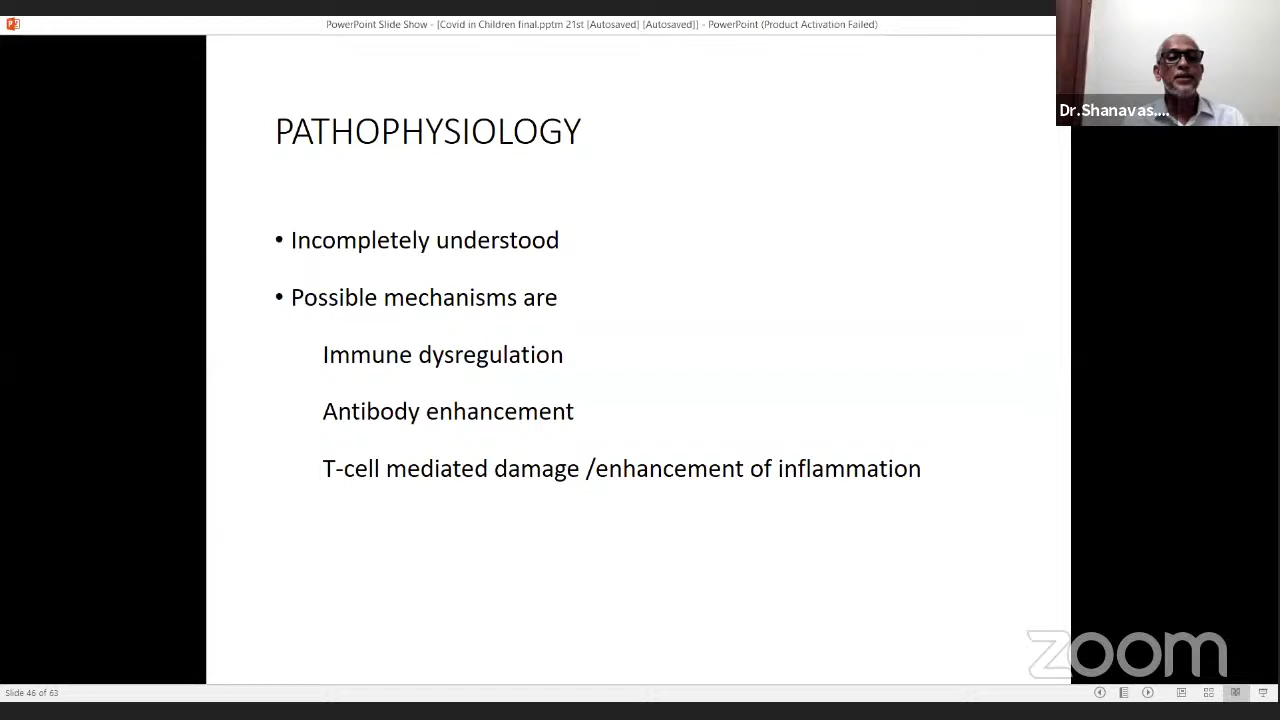 PowerPoint Slide Show - [Covid in Children final.pptm 21st [Autosaved] [Autosaved]] - PowerPoint (Product Activation Failed)
Dr.Shanavas....
PATHOPHYSIOLOGY
• Incompletely understood
• Possible mechanisms are
Immune dysregulation
Antibody enhancement
T-cell mediated damage /enhancement of inflammation
zoom
Slide 46 of 63